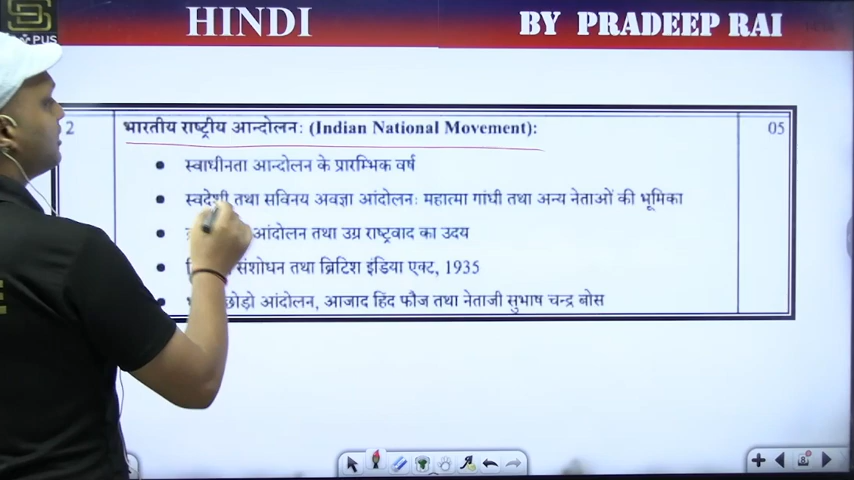 HINDI
BY PRADEEP RAI
PUS
2
भारतीय राष्ट्रीय आन्दोलन: (Indian National Movement):
05
स्वाधीनता आन्दोलन के प्रारम्भिक वर्ष
स्वदेशी तथा सविनय अवज्ञा आंदोलन: महात्मा गांधी तथा अन्य नेताओं की भूमिका
आंदोलन तथा उग्र राष्ट्रवाद का उदय
संशोधन तथा ब्रिटिश इंडिया एक्ट, 1935
छोड़ो आंदोलन, आजाद हिंद फौज तथा नेताजी सुभाष चन्द्र बोस